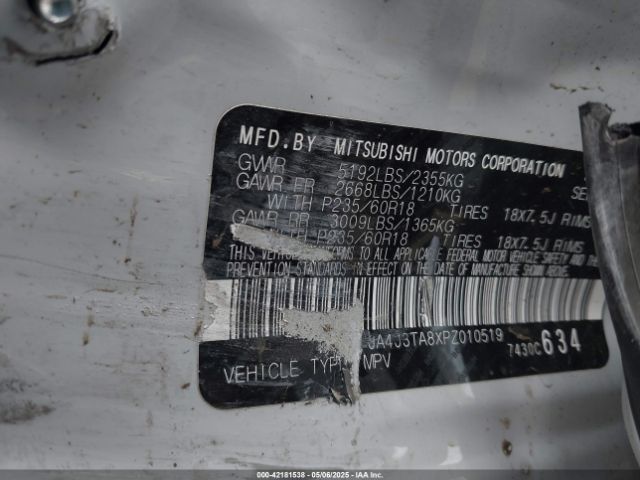 MFD.BY MITSUBISHI MOTORS CORPORATION
GVWR 5192LBS/2355KG
GAWR FR 2668LBS/1210KG
WITH P235/60R18 TIRES 18X7.5J RIMS
GAWR RR 3009LBS/1365KG
P235/60R18 TIRES 18X7.5J RIMS
THIS VEHICLE CONFORMS TO ALL APPLICABLE FEDERAL MOTOR VEHICLE SAFETY AND
PREVENTION STANDARDS IN EFFECT ON THE DATE OF MANUFACTURE SHOWN ABOVE.
JA4J3TA8XPZ010519 7430C 634
VEHICLE TYPE MPV
000-42181538 05/06/2025 IAAI.COM